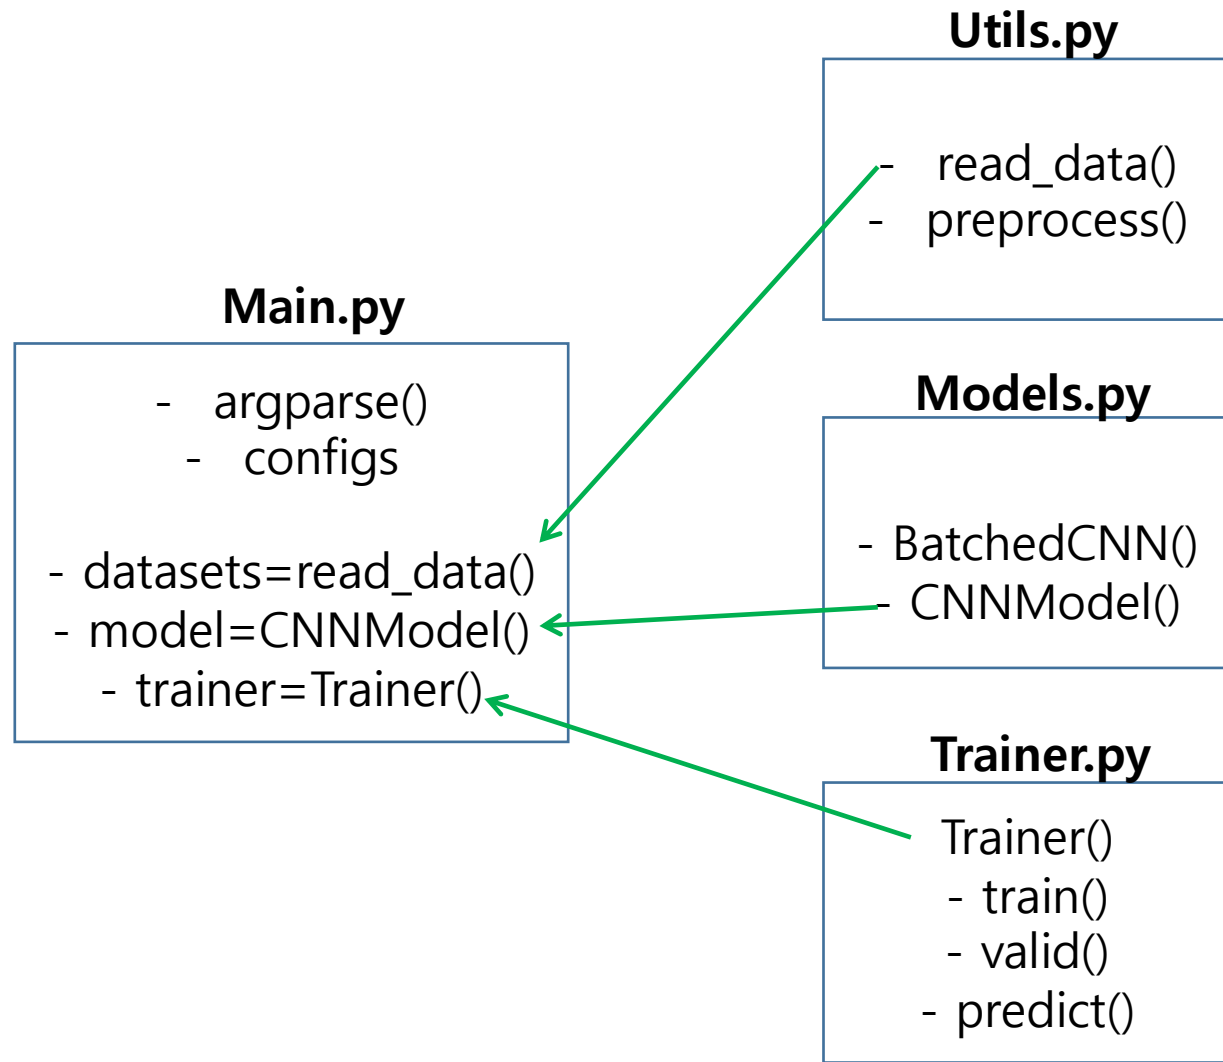 Utils.py
- read_data()
- preprocess()
Main.py
- argparse()
- configs
- datasets=read_data()
- model=CNNModel()
- trainer=Trainer()
Models.py
- BatchedCNN()
- CNNModel()
Trainer.py
Trainer()
- train()
- valid()
- predict()